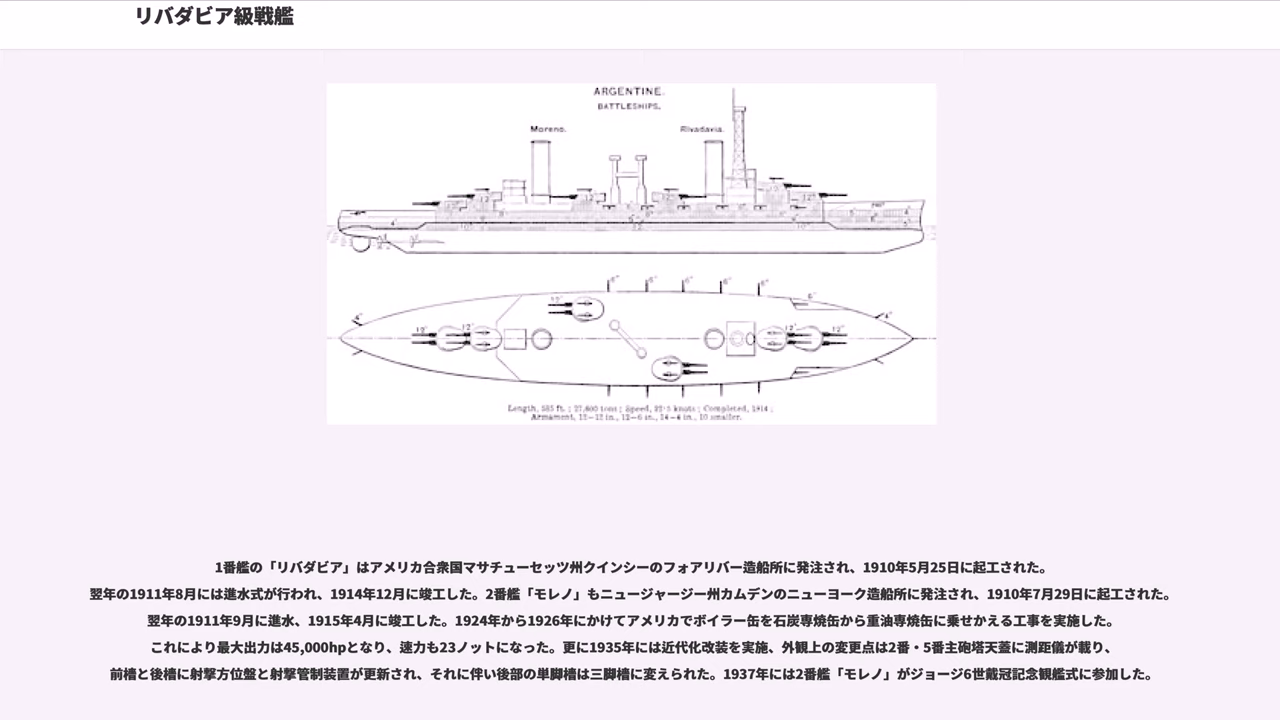 リバダビア級戦艦
ARGENTINE.
BATTLESHIPS.
Moreno. Rivadavia.
12" 12" 12" 12" 12"
Length, 585 ft.; 27,600 tons; Speed, 22·5 knots; Completed, 1914;
Armament, 12—12 in., 12—6 in., 14—4 in., 10 smaller.
1番艦の「リバダビア」はアメリカ合衆国マサチューセッツ州クインシーのフォアリバー造船所に発注され、1910年5月25日に起工された。
翌年の1911年8月には進水式が行われ、1914年12月に竣工した。2番艦「モレノ」もニュージャージー州カムデンのニューヨーク造船所に発注され、1910年7月29日に起工された。
翌年の1911年9月に進水、1915年4月に竣工した。1924年から1926年にかけてアメリカでボイラー缶を石炭専焼缶から重油専焼缶に乗せかえる工事を実施した。
これにより最大出力は45,000hpとなり、速力も23ノットになった。更に1935年には近代化改装を実施、外観上の変更点は2番・5番主砲塔天蓋に測距儀が載り、
前檣と後檣に射撃方位盤と射撃管制装置が更新され、それに伴い後部の単脚檣は三脚檣に変えられた。1937年には2番艦「モレノ」がジョージ6世戴冠記念観艦式に参加した。